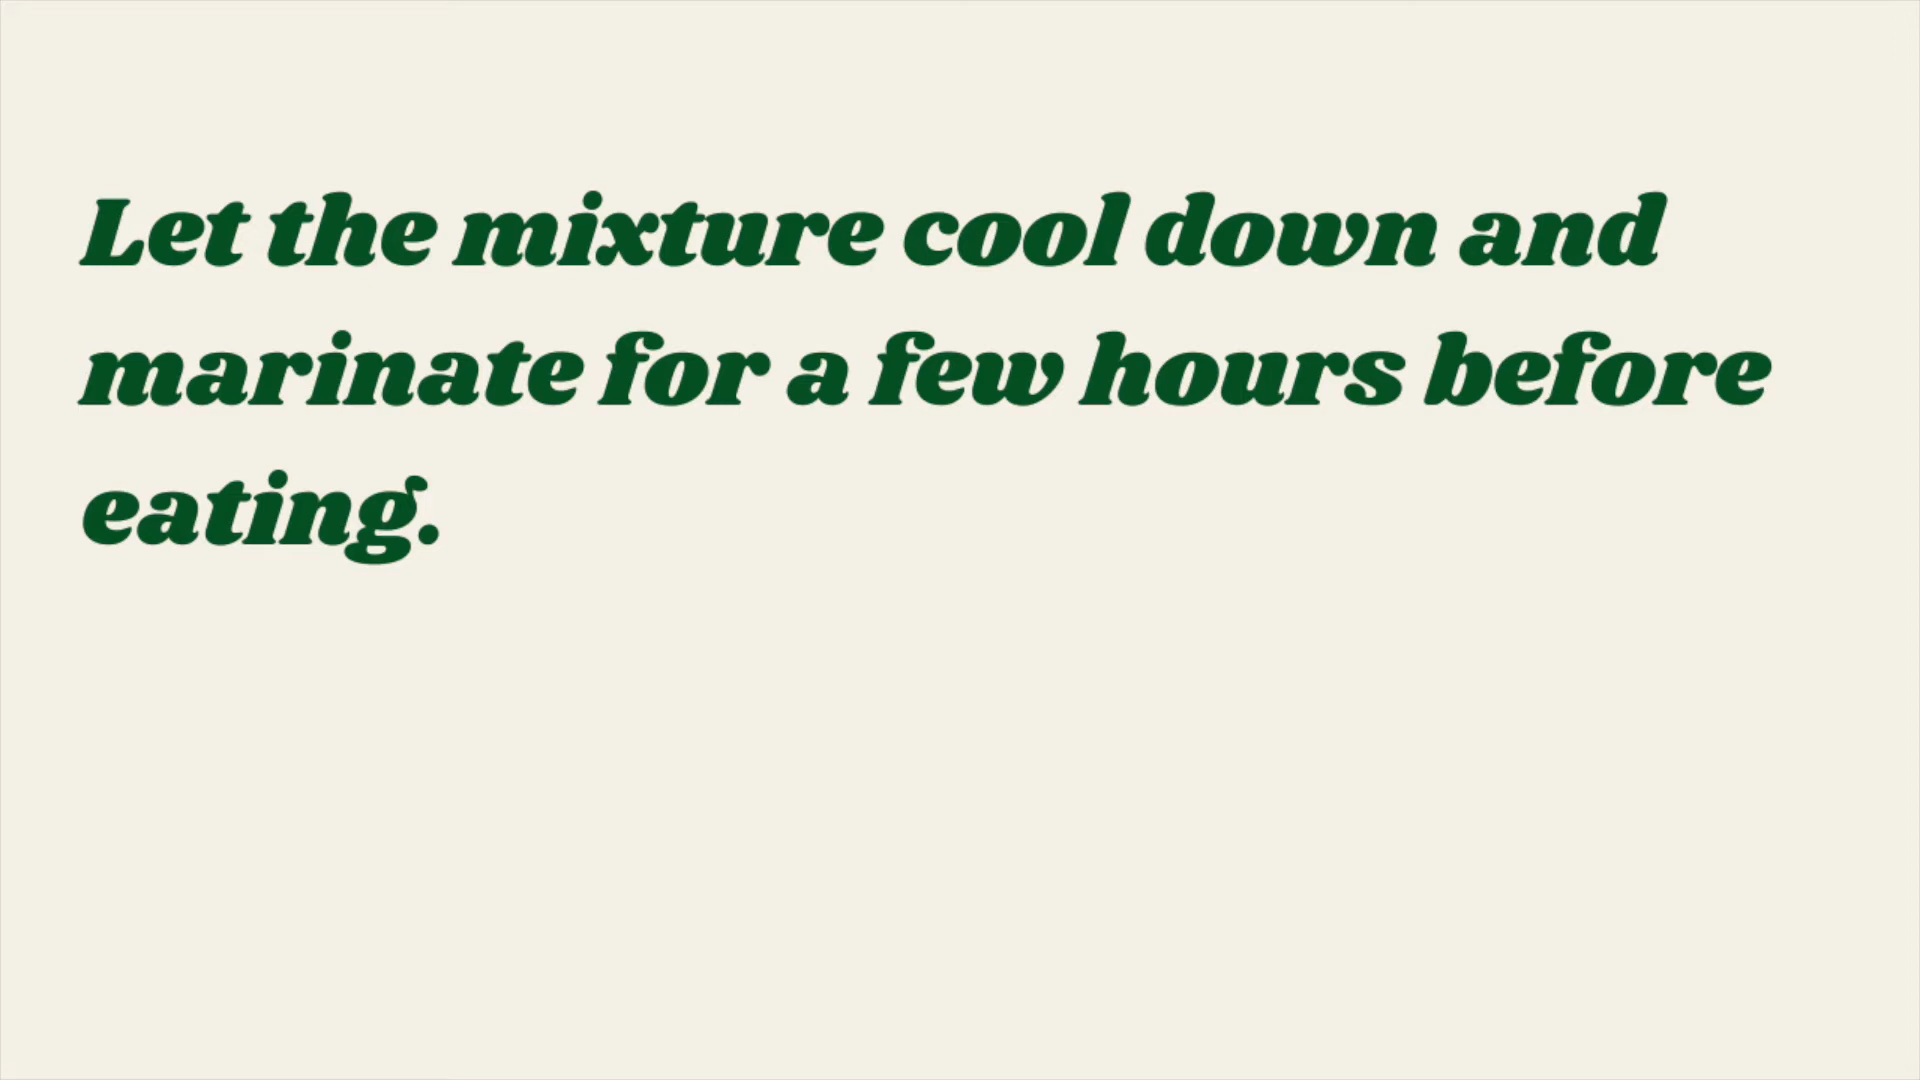 Let the mixture cool down and
marinate for a few hours before
eating.